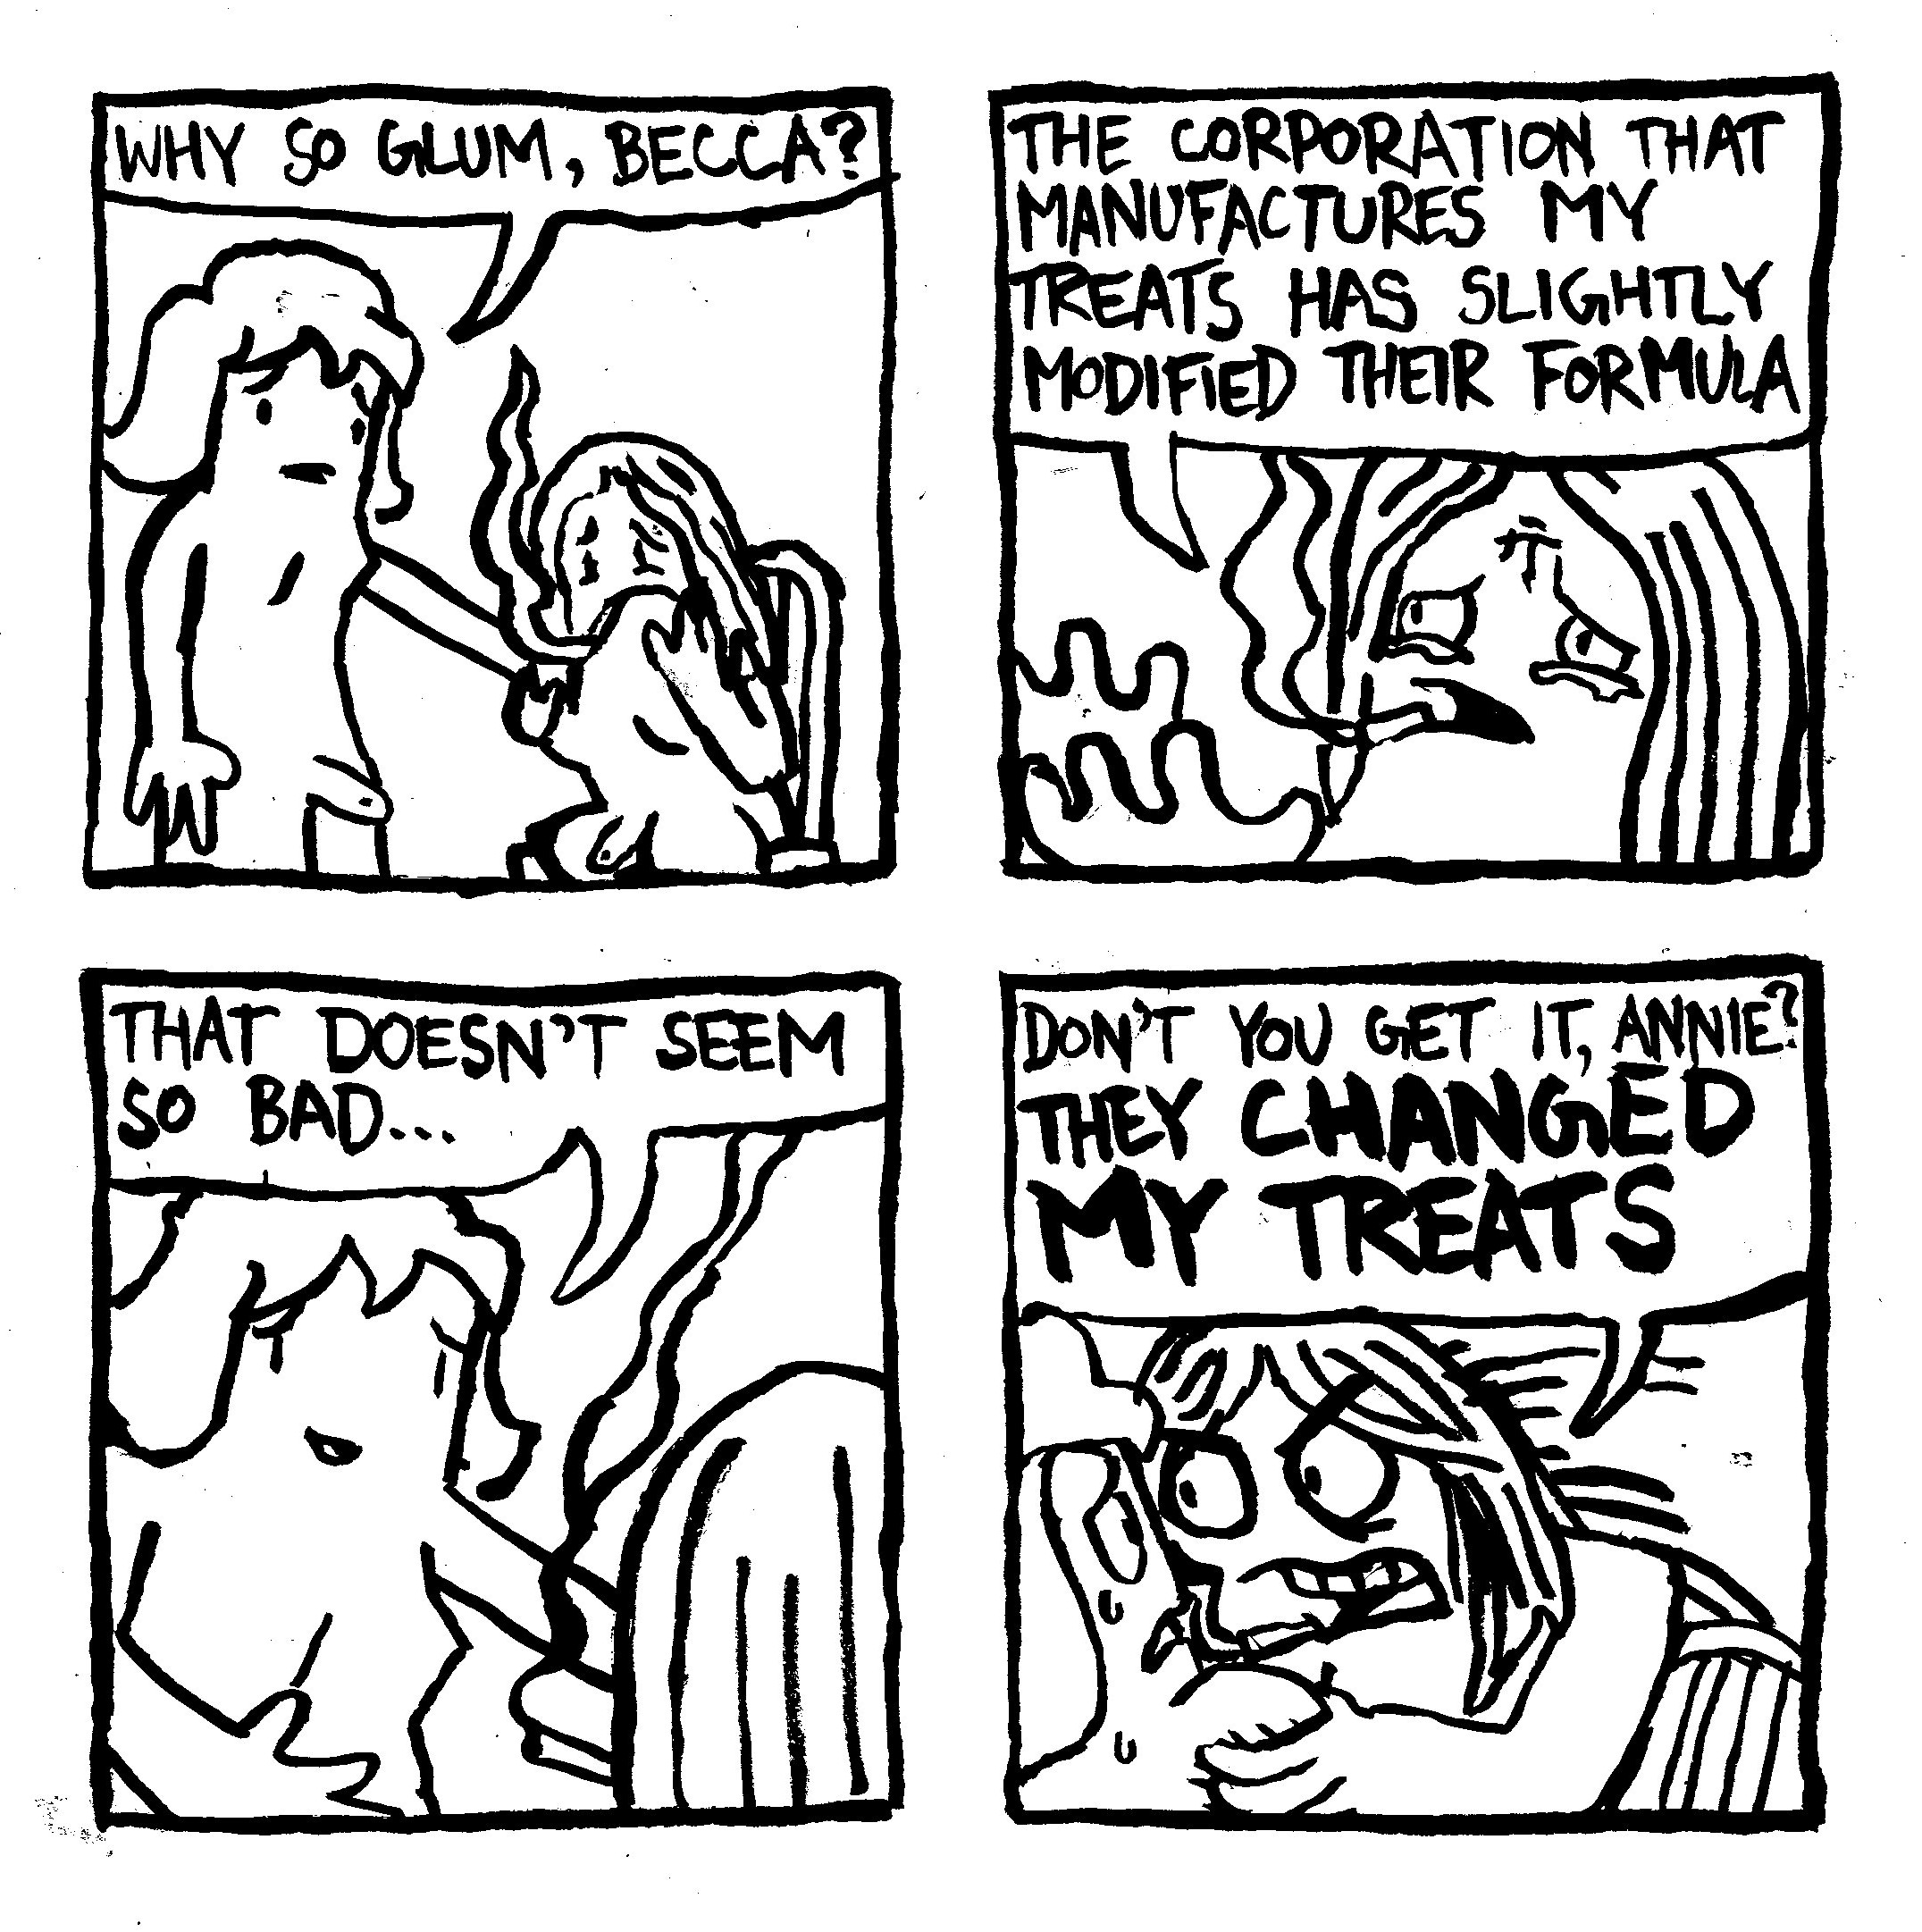 WHY SO GLUM, BECCA?
THE CORPORATION THAT
MANUFACTURES MY
TREATS HAS SLIGHTLY
MODIFIED THEIR FORMULA
THAT DOESN'T SEEM
SO BAD...
DON'T YOU GET IT, ANNIE?
THEY CHANGED
MY TREATS